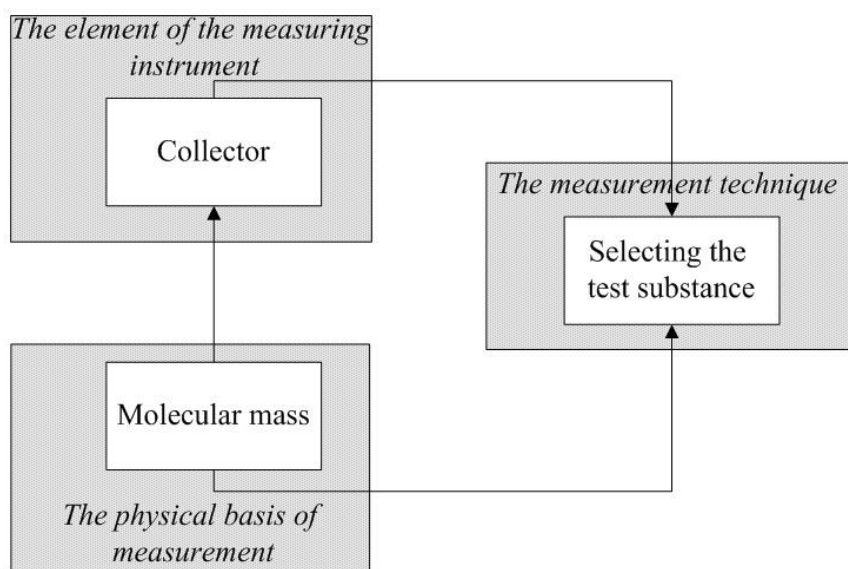 The element of the measuring
instrument
Collector
The measurement technique
Selecting the
test substance
Molecular mass
The physical basis of
measurement